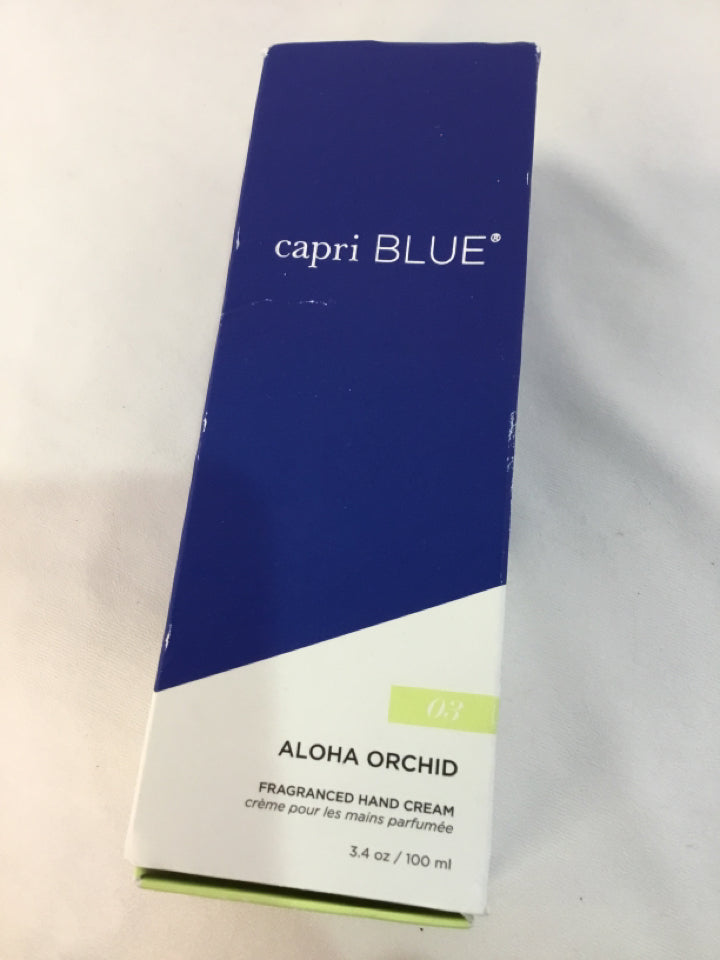 capri BLUE®
03
ALOHA ORCHID
FRAGRANCED HAND CREAM
crème pour les mains parfumée
3.4 oz / 100 ml